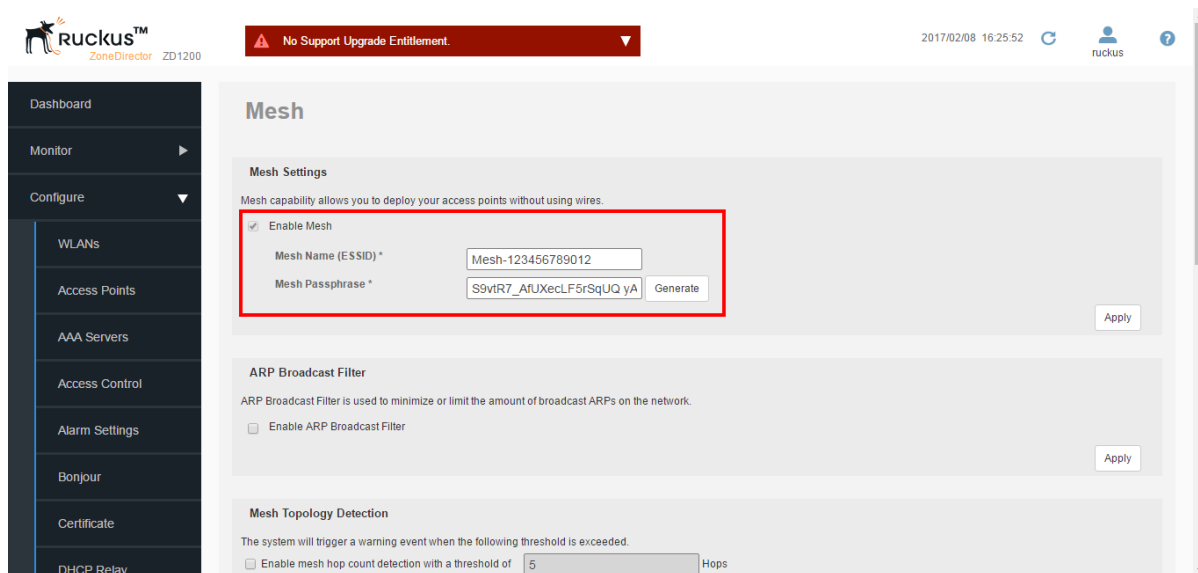 Ruckus™
ZoneDirector ZD1200
No Support Upgrade Entitlement.
2017/02/08 16:25:52
ruckus
?
Dashboard
Monitor
Configure
WLANs
Access Points
AAA Servers
Access Control
Alarm Settings
Bonjour
Certificate
DHCP Relay
Mesh
Mesh Settings
Mesh capability allows you to deploy your access points without using wires.
Enable Mesh
Mesh Name (ESSID) * Mesh-123456789012
Mesh Passphrase * S9vtR7_AfUXecLF5rSqUQ yA Generate
Apply
ARP Broadcast Filter
ARP Broadcast Filter is used to minimize or limit the amount of broadcast ARPs on the network.
Enable ARP Broadcast Filter
Apply
Mesh Topology Detection
The system will trigger a warning event when the following threshold is exceeded.
Enable mesh hop count detection with a threshold of 5 Hops